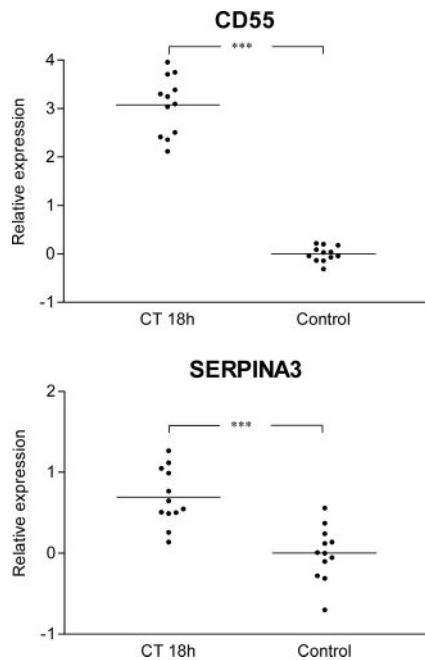 CD55
***
4
3
2
1
0
-1
Relative expression
CT 18h Control
SERPINA3
***
2
1
0
-1
Relative expression
CT 18h Control